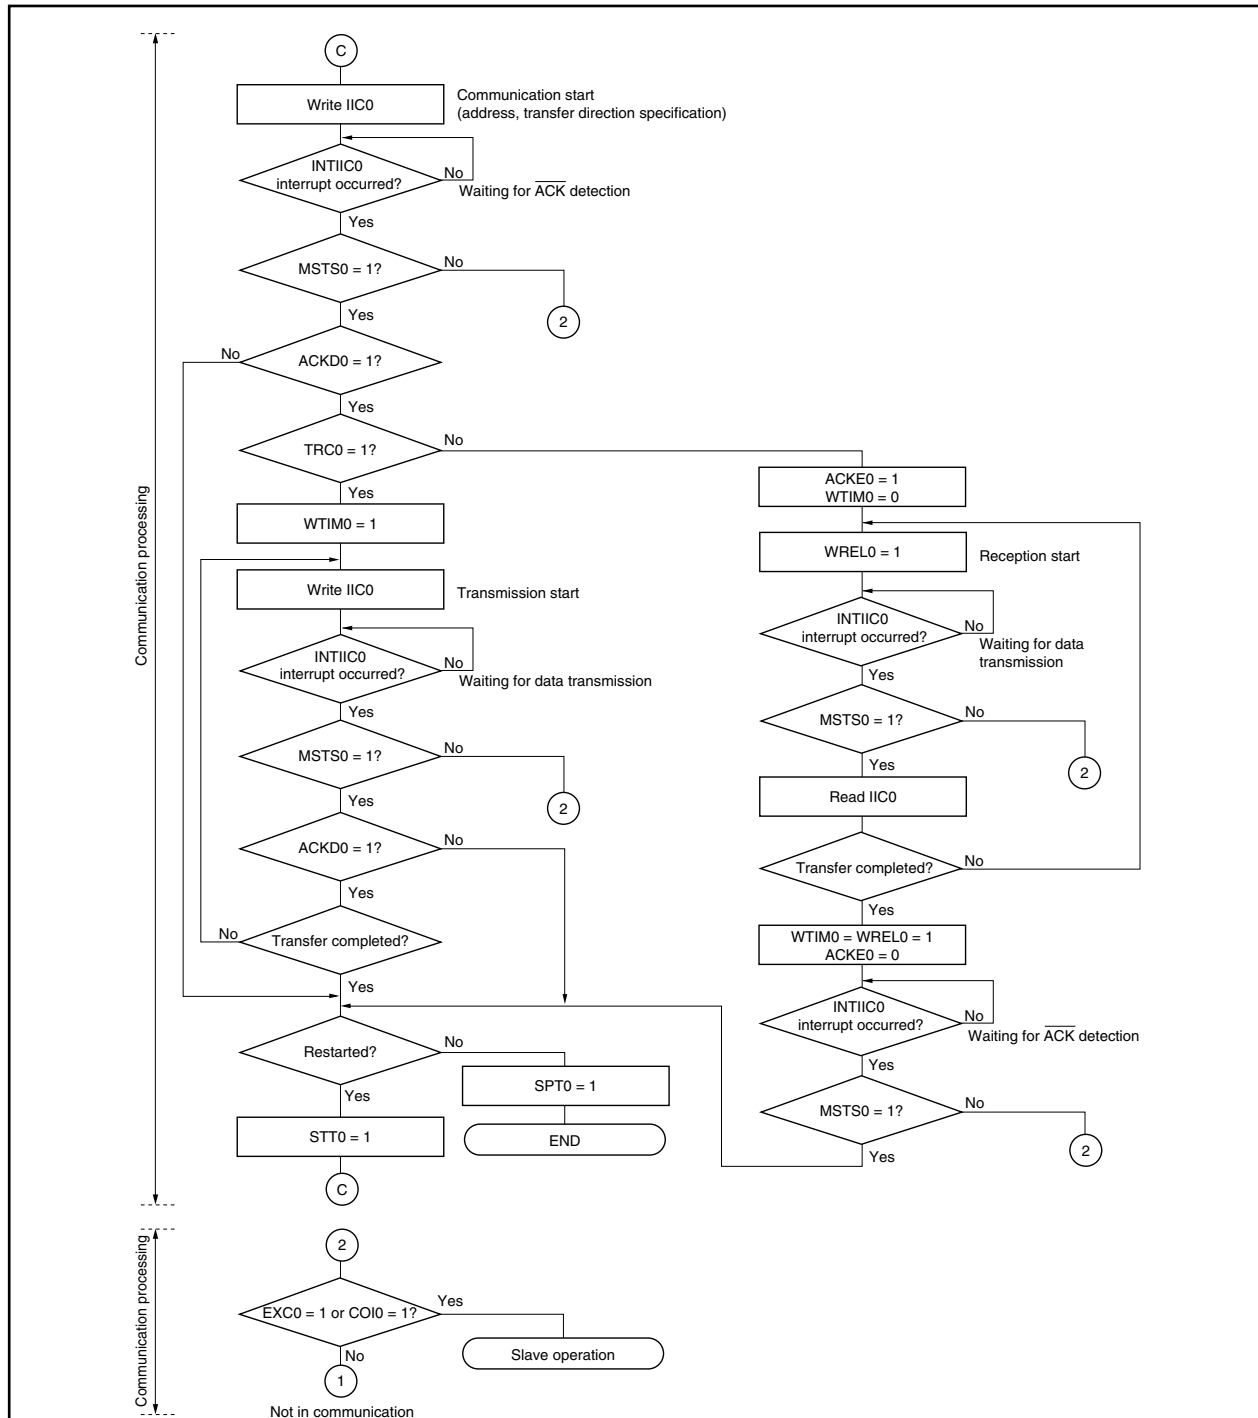 C
Write IIC0
Communication start
(address, transfer direction specification)
INTIIC0
interrupt occurred?
No
Waiting for ACK detection
Yes
MSTS0 = 1?
No
2
Yes
No
ACKD0 = 1?
Yes
TRC0 = 1?
No
Yes
WTIM0 = 1
Write IIC0
Transmission start
INTIIC0
interrupt occurred?
No
Waiting for data transmission
Yes
MSTS0 = 1?
No
2
Yes
ACKD0 = 1?
No
Yes
No
Transfer completed?
Yes
Restarted?
No
SPT0 = 1
END
Yes
STT0 = 1
C
ACKE0 = 1
WTIM0 = 0
WREL0 = 1
Reception start
INTIIC0
interrupt occurred?
No
Waiting for data
transmission
Yes
MSTS0 = 1?
No
2
Yes
Read IIC0
Transfer completed?
No
Yes
WTIM0 = WREL0 = 1
ACKE0 = 0
INTIIC0
interrupt occurred?
No
Waiting for ACK detection
Yes
MSTS0 = 1?
No
2
Yes
Communication processing
2
EXC0 = 1 or COI0 = 1?
Yes
Slave operation
No
1
Not in communication
Communication processing